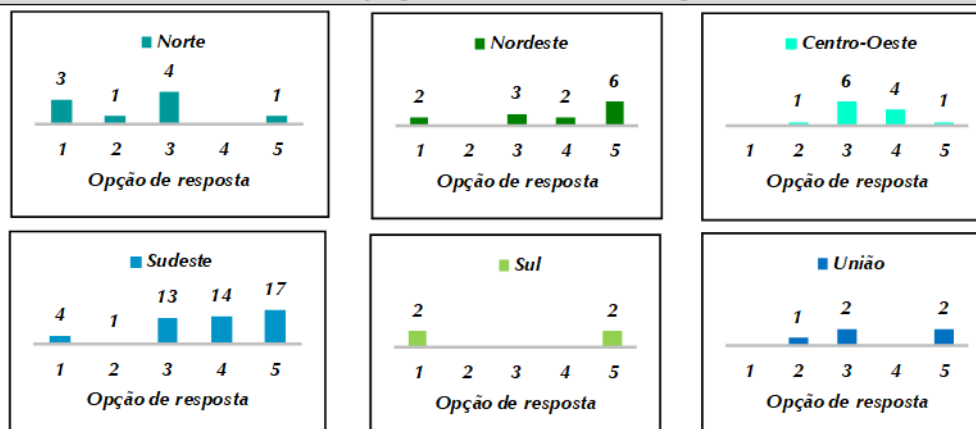 Norte
3 1 4 1
1 2 3 4 5
Opção de resposta
Nordeste
2 3 2 6
1 2 3 4 5
Opção de resposta
Centro-Oeste
1 6 4 1
1 2 3 4 5
Opção de resposta
Sudeste
4 1 13 14 17
1 2 3 4 5
Opção de resposta
Sul
2 2
1 2 3 4 5
Opção de resposta
União
1 2 2
1 2 3 4 5
Opção de resposta